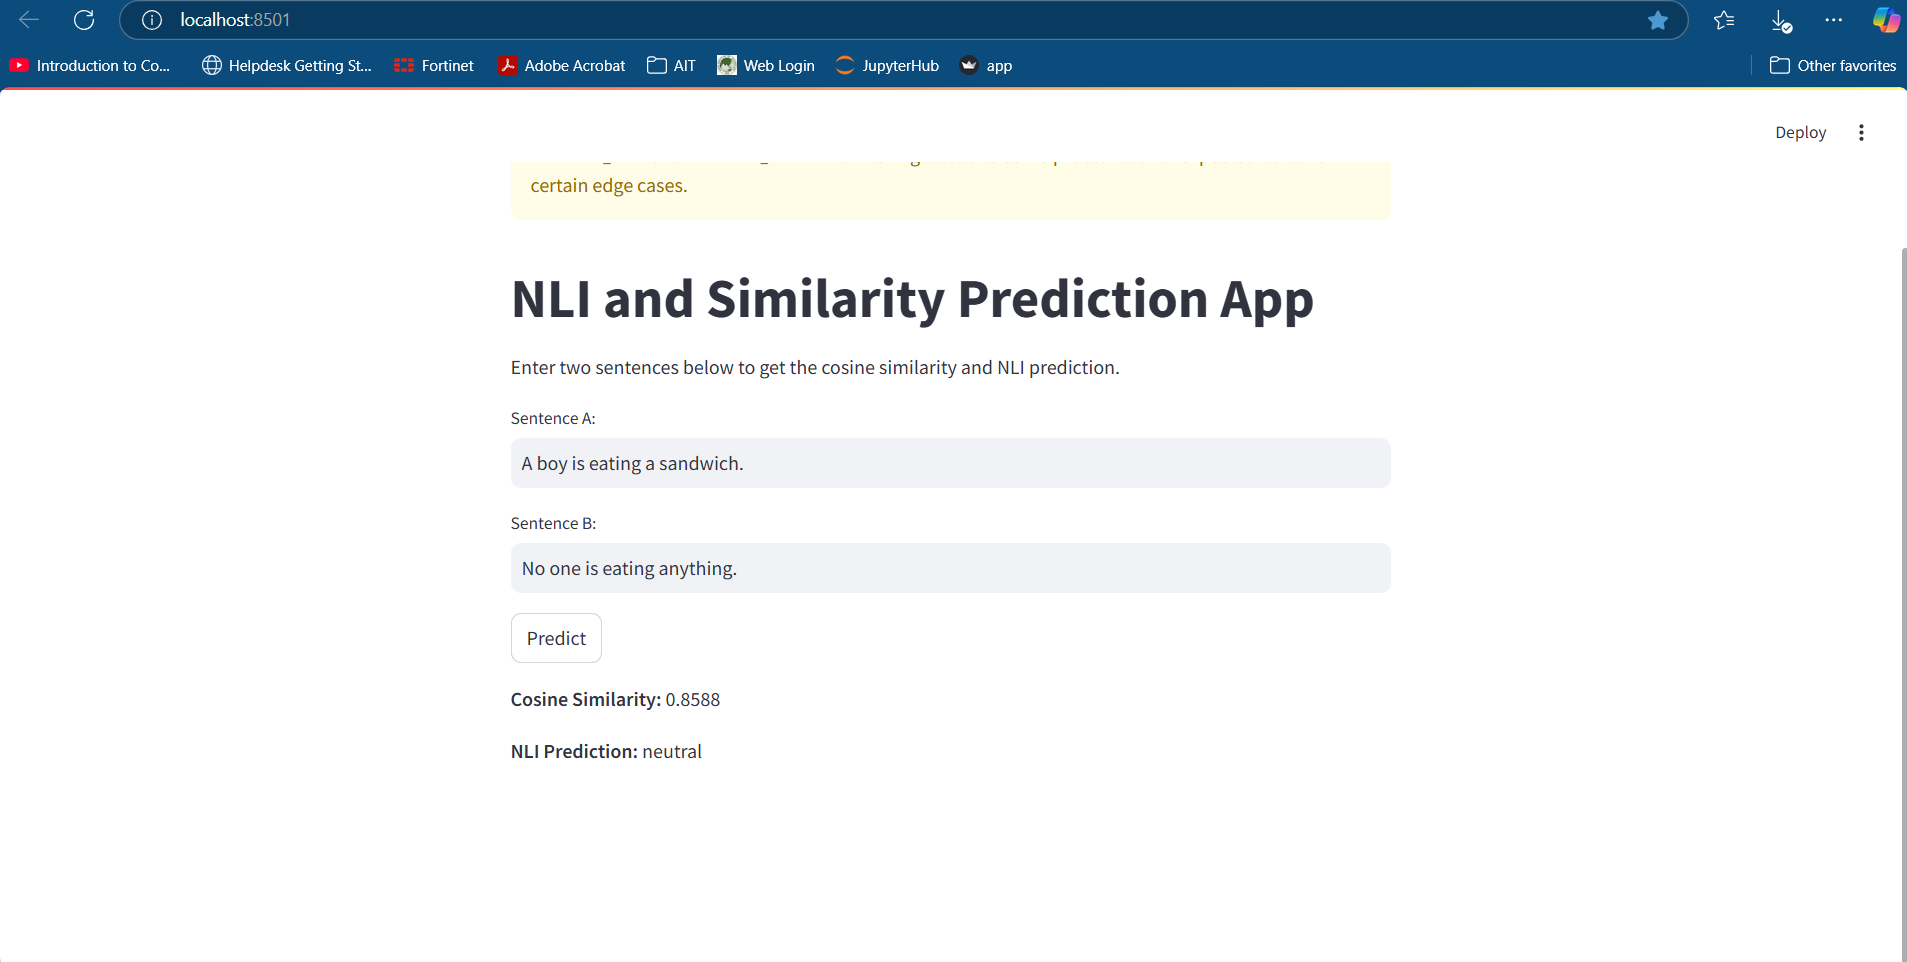 localhost:8501
Introduction to Co... Helpdesk Getting St... Fortinet Adobe Acrobat AIT Web Login JupyterHub app Other favorites
Deploy
certain edge cases.
NLI and Similarity Prediction App
Enter two sentences below to get the cosine similarity and NLI prediction.
Sentence A:
A boy is eating a sandwich.
Sentence B:
No one is eating anything.
Predict
Cosine Similarity: 0.8588
NLI Prediction: neutral